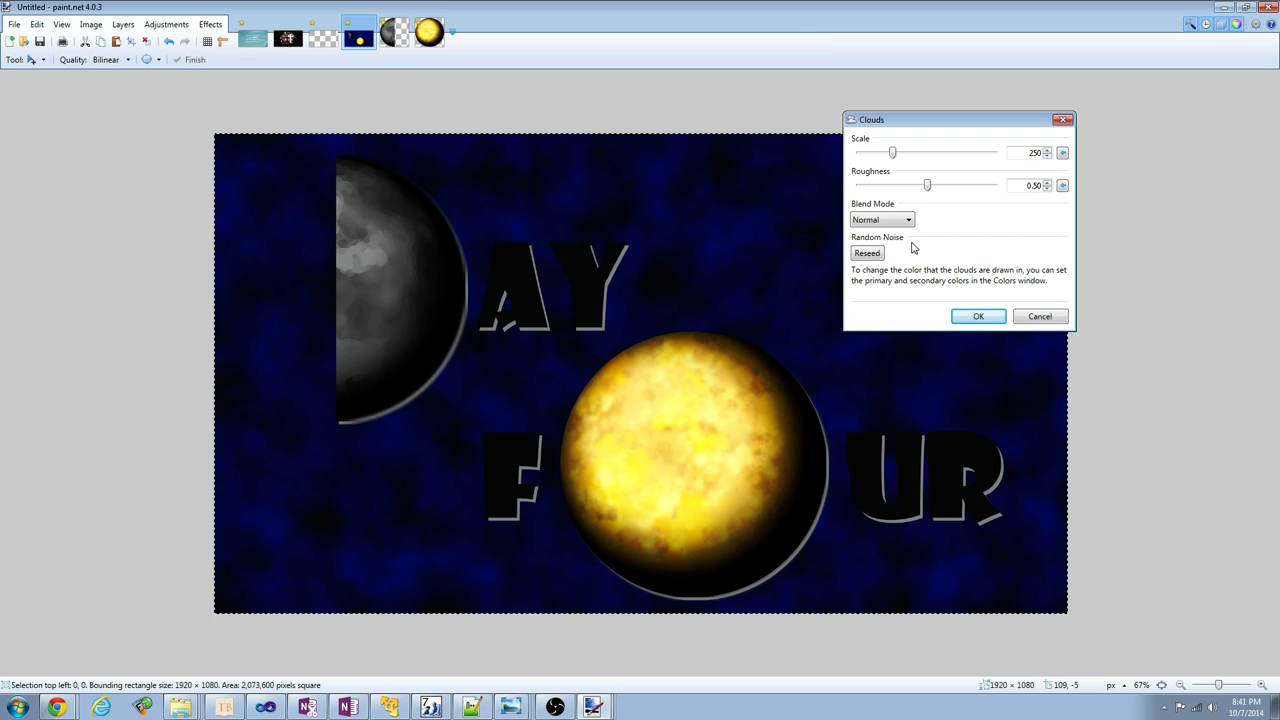 Untitled - paint.net 4.0.3
File Edit View Image Layers Adjustments Effects
Tool: Quality: Bilinear Finish
Clouds
Scale
250
Roughness
0.50
Blend Mode
Normal
Random Noise
Reseed
To change the color that the clouds are drawn in, you can set
the primary and secondary colors in the Colors window.
OK Cancel
AY
F UR
Selection top left: 0, 0. Bounding rectangle size: 1920 × 1080. Area: 2,073,600 pixels square
1920 × 1080 109, -5 px 67%
TB
8:41 PM
10/7/2014